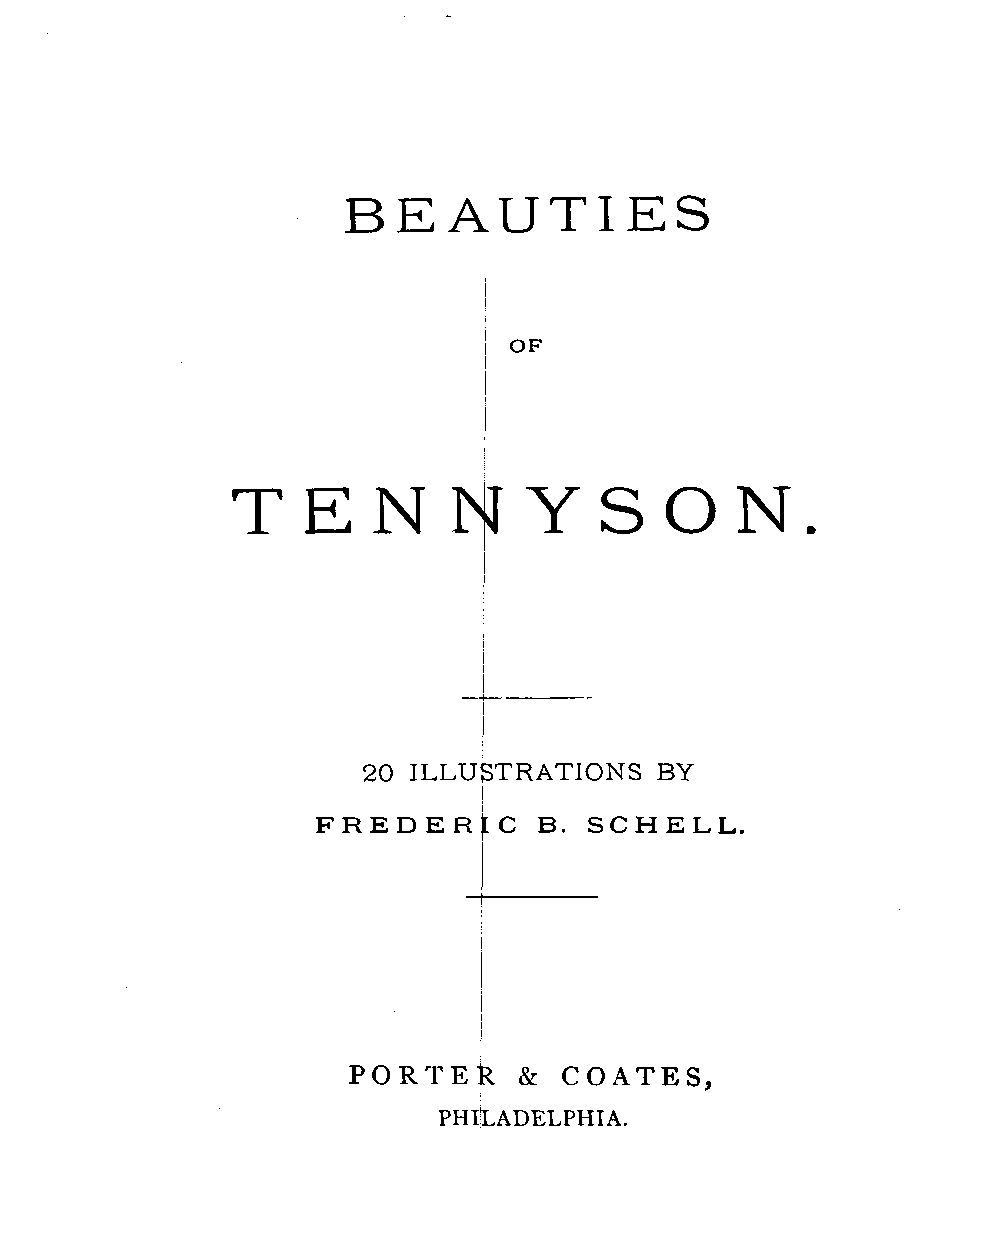 BEAUTIES
OF
TENNYSON.
20 ILLUSTRATIONS BY
FREDERIC B. SCHELL.
PORTER & COATES,
PHILADELPHIA.